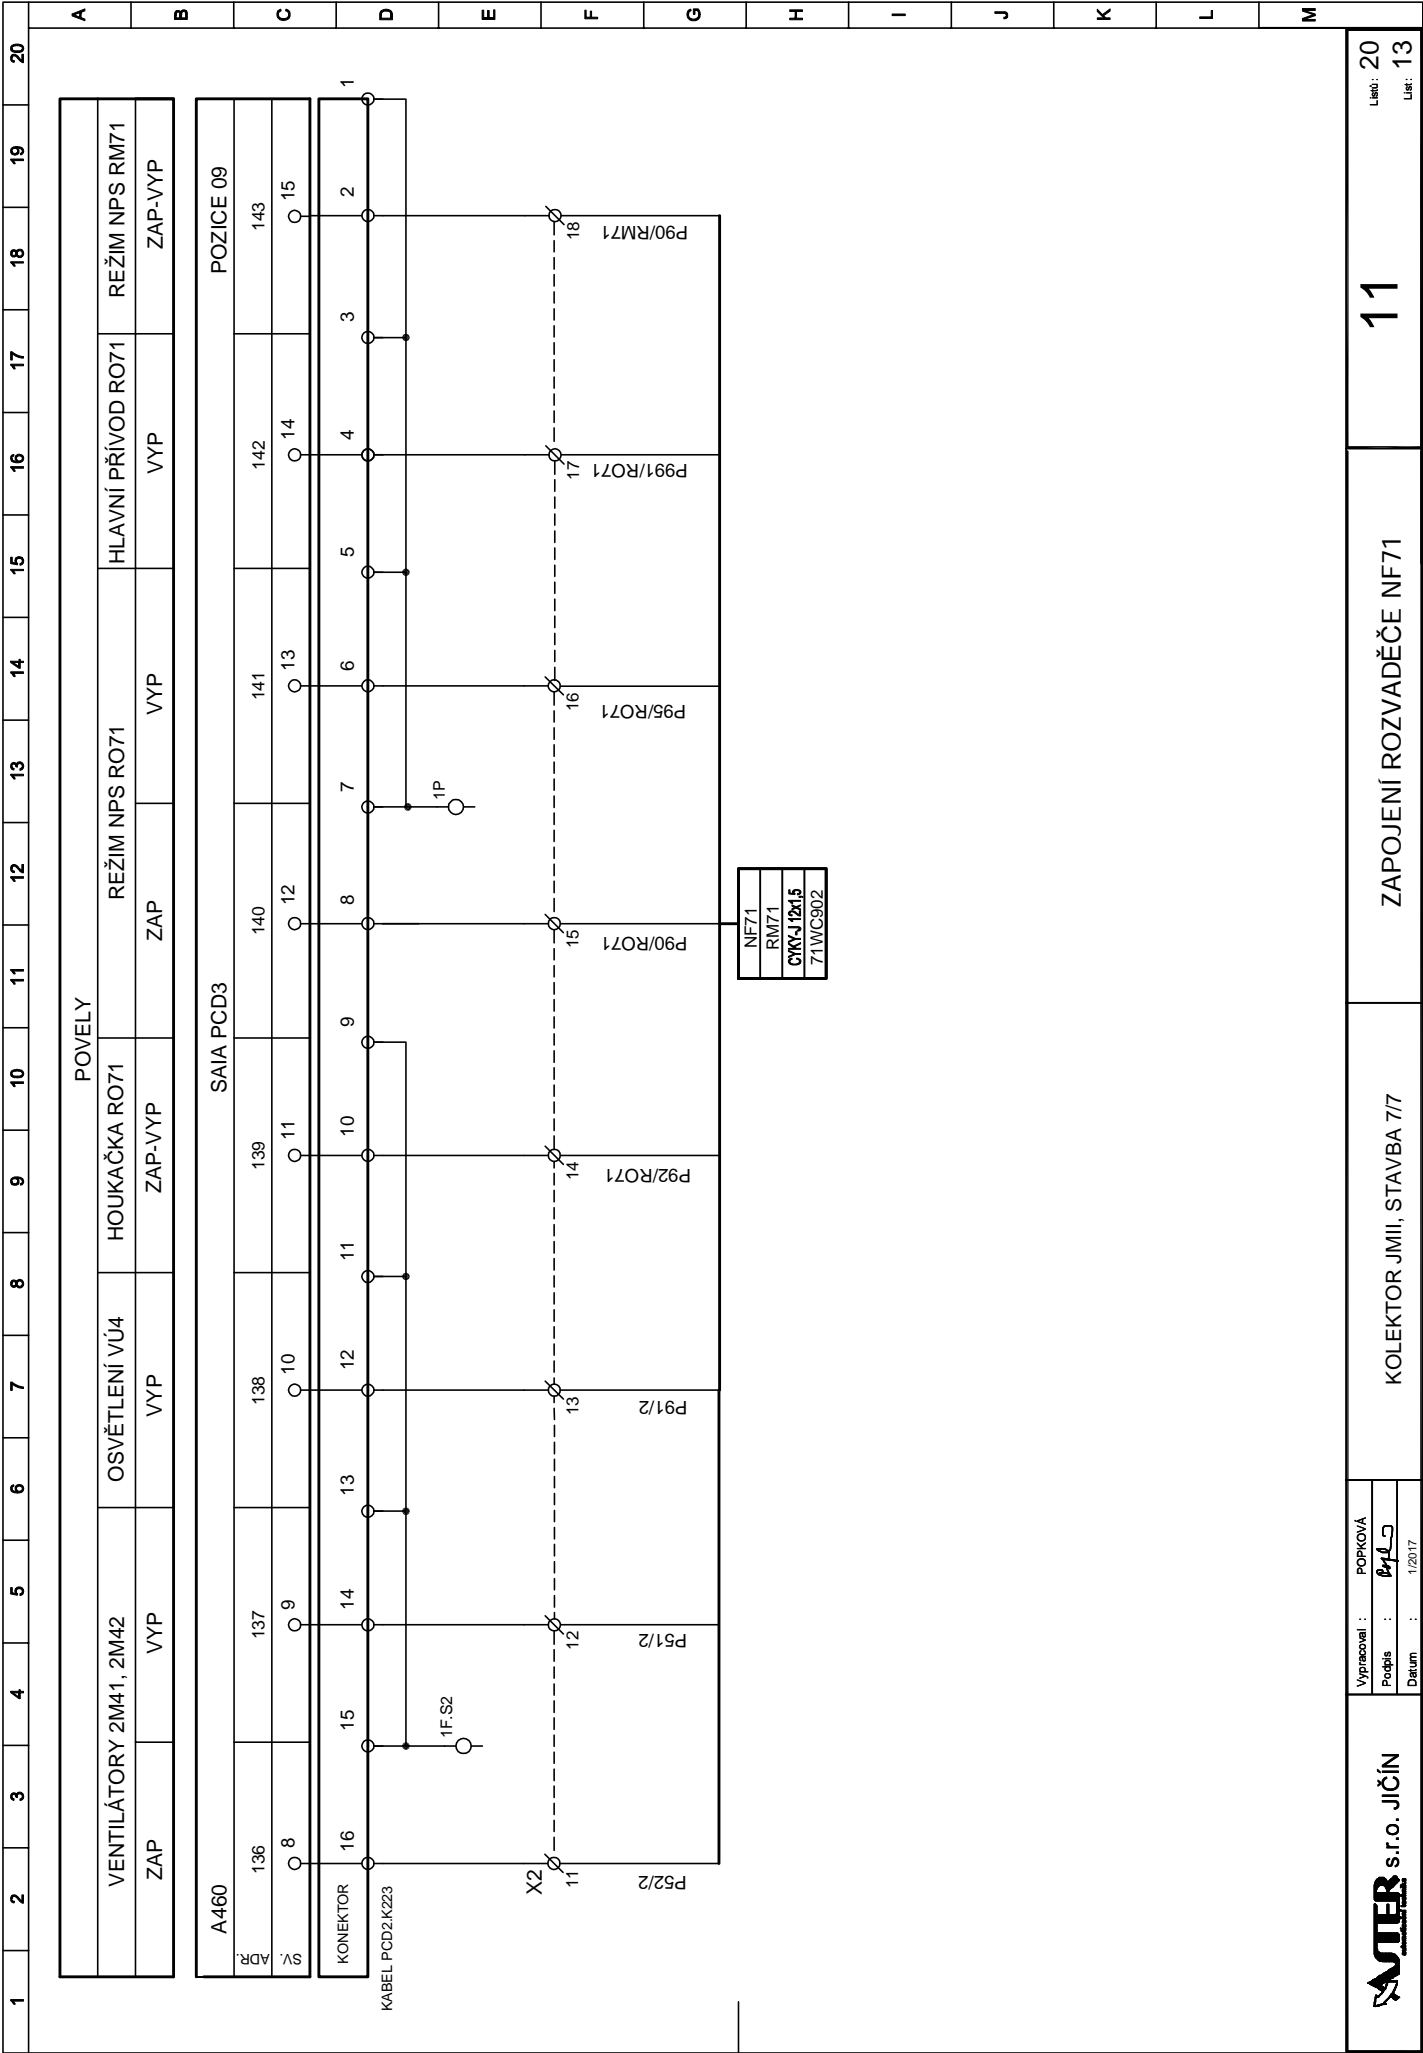 1 2 3 4 5 6 7 8 9 10 11 12 13 14 15 16 17 18 19 20
A
B
C
D
E
F
G
H
I
J
K
L
M
POVELY
VENTILÁTORY 2M41, 2M42 OSVĚTLENÍ VÚ4 HOUKAČKA RO71 REŽIM NPS RO71 HLAVNÍ PŘÍVOD RO71 REŽIM NPS RM71
ZAP VYP VYP ZAP-VYP ZAP VYP VYP ZAP-VYP
A460 SAIA PCD3 POZICE 09
ADR. 136 137 138 139 140 141 142 143
SV. 8 9 10 11 12 13 14 15
KONEKTOR 16 15 14 13 12 11 10 9 8 7 6 5 4 3 2 1
KABEL PCD2.K223
1F.S2 1P
X2
11 12 13 14 15 16 17 18
P52/2 P51/2 P91/2 P92/RO71 P90/RO71 P95/RO71 P991/RO71 P90/RM71
NF71
RM71
CYKY-J 12x1,5
71WC902
ASTER s.r.o. JIČÍN
Vypracoval : POPKOVÁ
Podpis :
Datum : 1/2017
KOLEKTOR JMII, STAVBA 7/7
ZAPOJENÍ ROZVADĚČE NF71
11
Listů: 20
List: 13